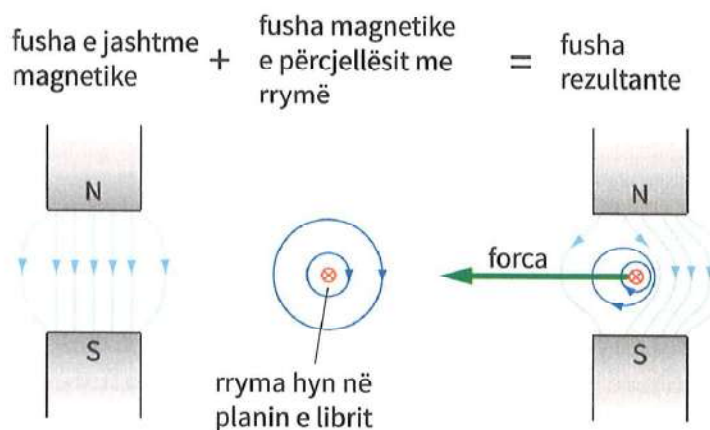 fusha e jashtme
magnetike
+
fusha magnetike
e përcjellësit me
rrymë
=
fusha
rezultante
N
S
rryma hyn në
planin e librit
forca
N
S